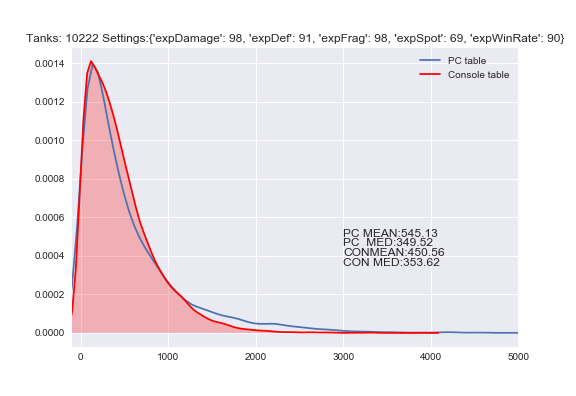 Tanks: 10222 Settings:{'expDamage': 98, 'expDef': 91, 'expFrag': 98, 'expSpot': 69, 'expWinRate': 90}
PC table
Console table
0.0014
0.0012
0.0010
0.0008
0.0006
0.0004
0.0002
0.0000
PC MEAN:545.13
PC  MED:349.52
CONMEAN:450.56
CON MED:353.62
0 1000 2000 3000 4000 5000